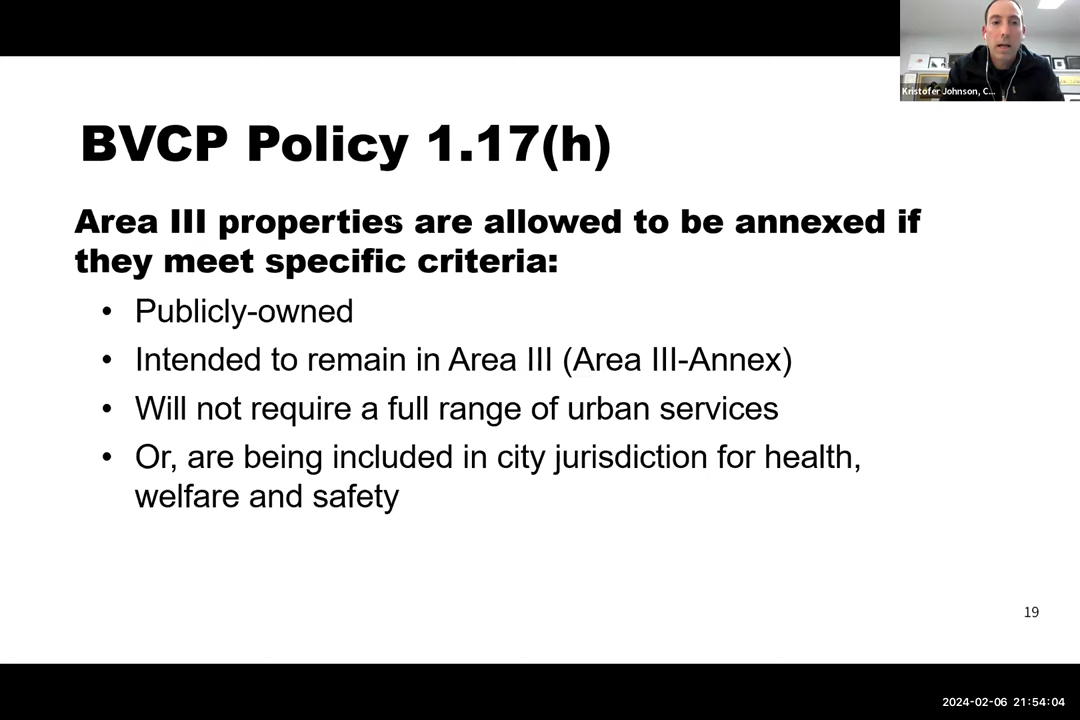 Kristofer Johnson, C...
BVCP Policy 1.17(h)
Area III properties are allowed to be annexed if
they meet specific criteria:
• Publicly-owned
• Intended to remain in Area III (Area III-Annex)
• Will not require a full range of urban services
• Or, are being included in city jurisdiction for health,
welfare and safety
19
2024-02-06 21:54:04